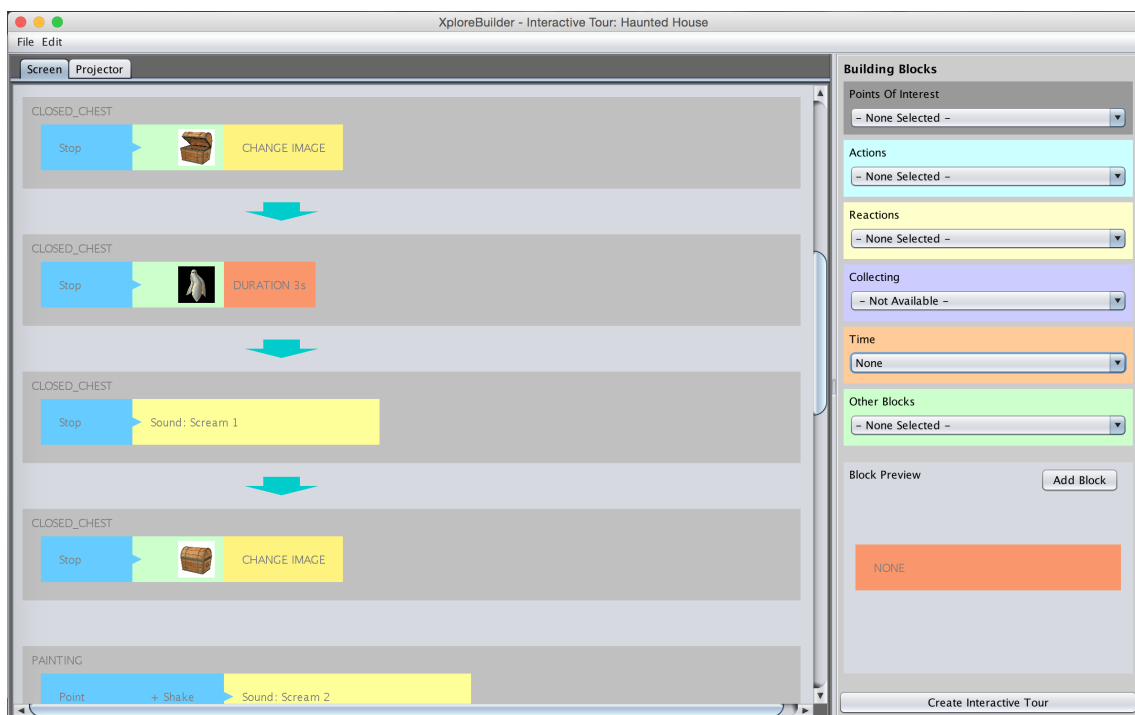 XploreBuilder - Interactive Tour: Haunted House
File Edit
Screen Projector
CLOSED_CHEST
Stop CHANGE IMAGE
CLOSED_CHEST
Stop DURATION 3s
CLOSED_CHEST
Stop Sound: Scream 1
CLOSED_CHEST
Stop CHANGE IMAGE
PAINTING
Point + Shake Sound: Scream 2
Building Blocks
Points Of Interest
- None Selected -
Actions
- None Selected -
Reactions
- None Selected -
Collecting
- Not Available -
Time
None
Other Blocks
- None Selected -
Block Preview Add Block
NONE
Create Interactive Tour